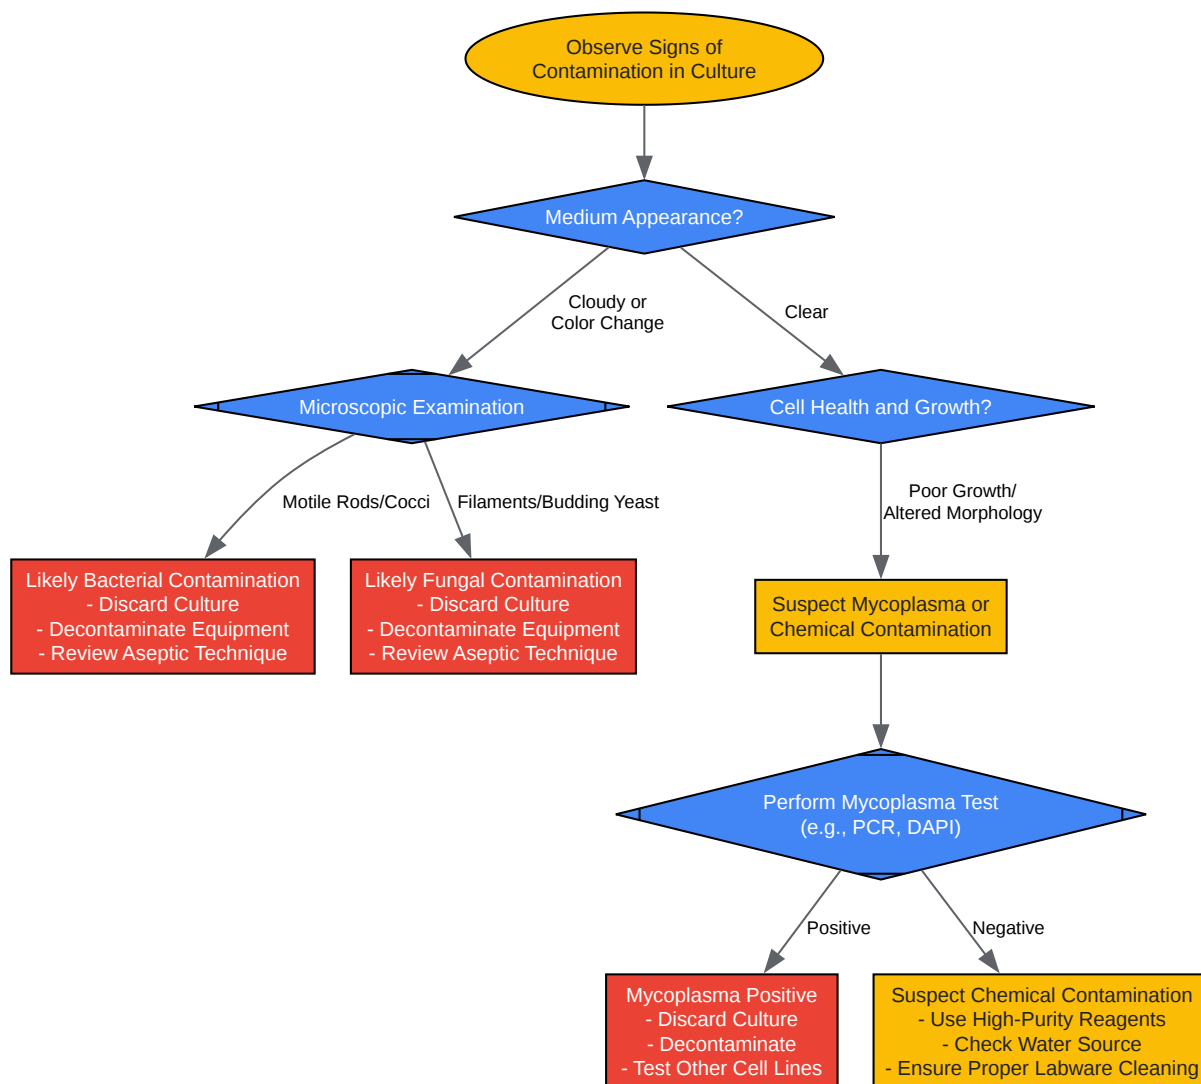 Observe Signs of
Contamination in Culture
Medium Appearance?
Cloudy or
Color Change
Clear
Microscopic Examination
Cell Health and Growth?
Motile Rods/Cocci
Filaments/Budding Yeast
Poor Growth/
Altered Morphology
Likely Bacterial Contamination
- Discard Culture
- Decontaminate Equipment
- Review Aseptic Technique
Likely Fungal Contamination
- Discard Culture
- Decontaminate Equipment
- Review Aseptic Technique
Suspect Mycoplasma or
Chemical Contamination
Perform Mycoplasma Test
(e.g., PCR, DAPI)
Positive
Negative
Mycoplasma Positive
- Discard Culture
- Decontaminate
- Test Other Cell Lines
Suspect Chemical Contamination
- Use High-Purity Reagents
- Check Water Source
- Ensure Proper Labware Cleaning